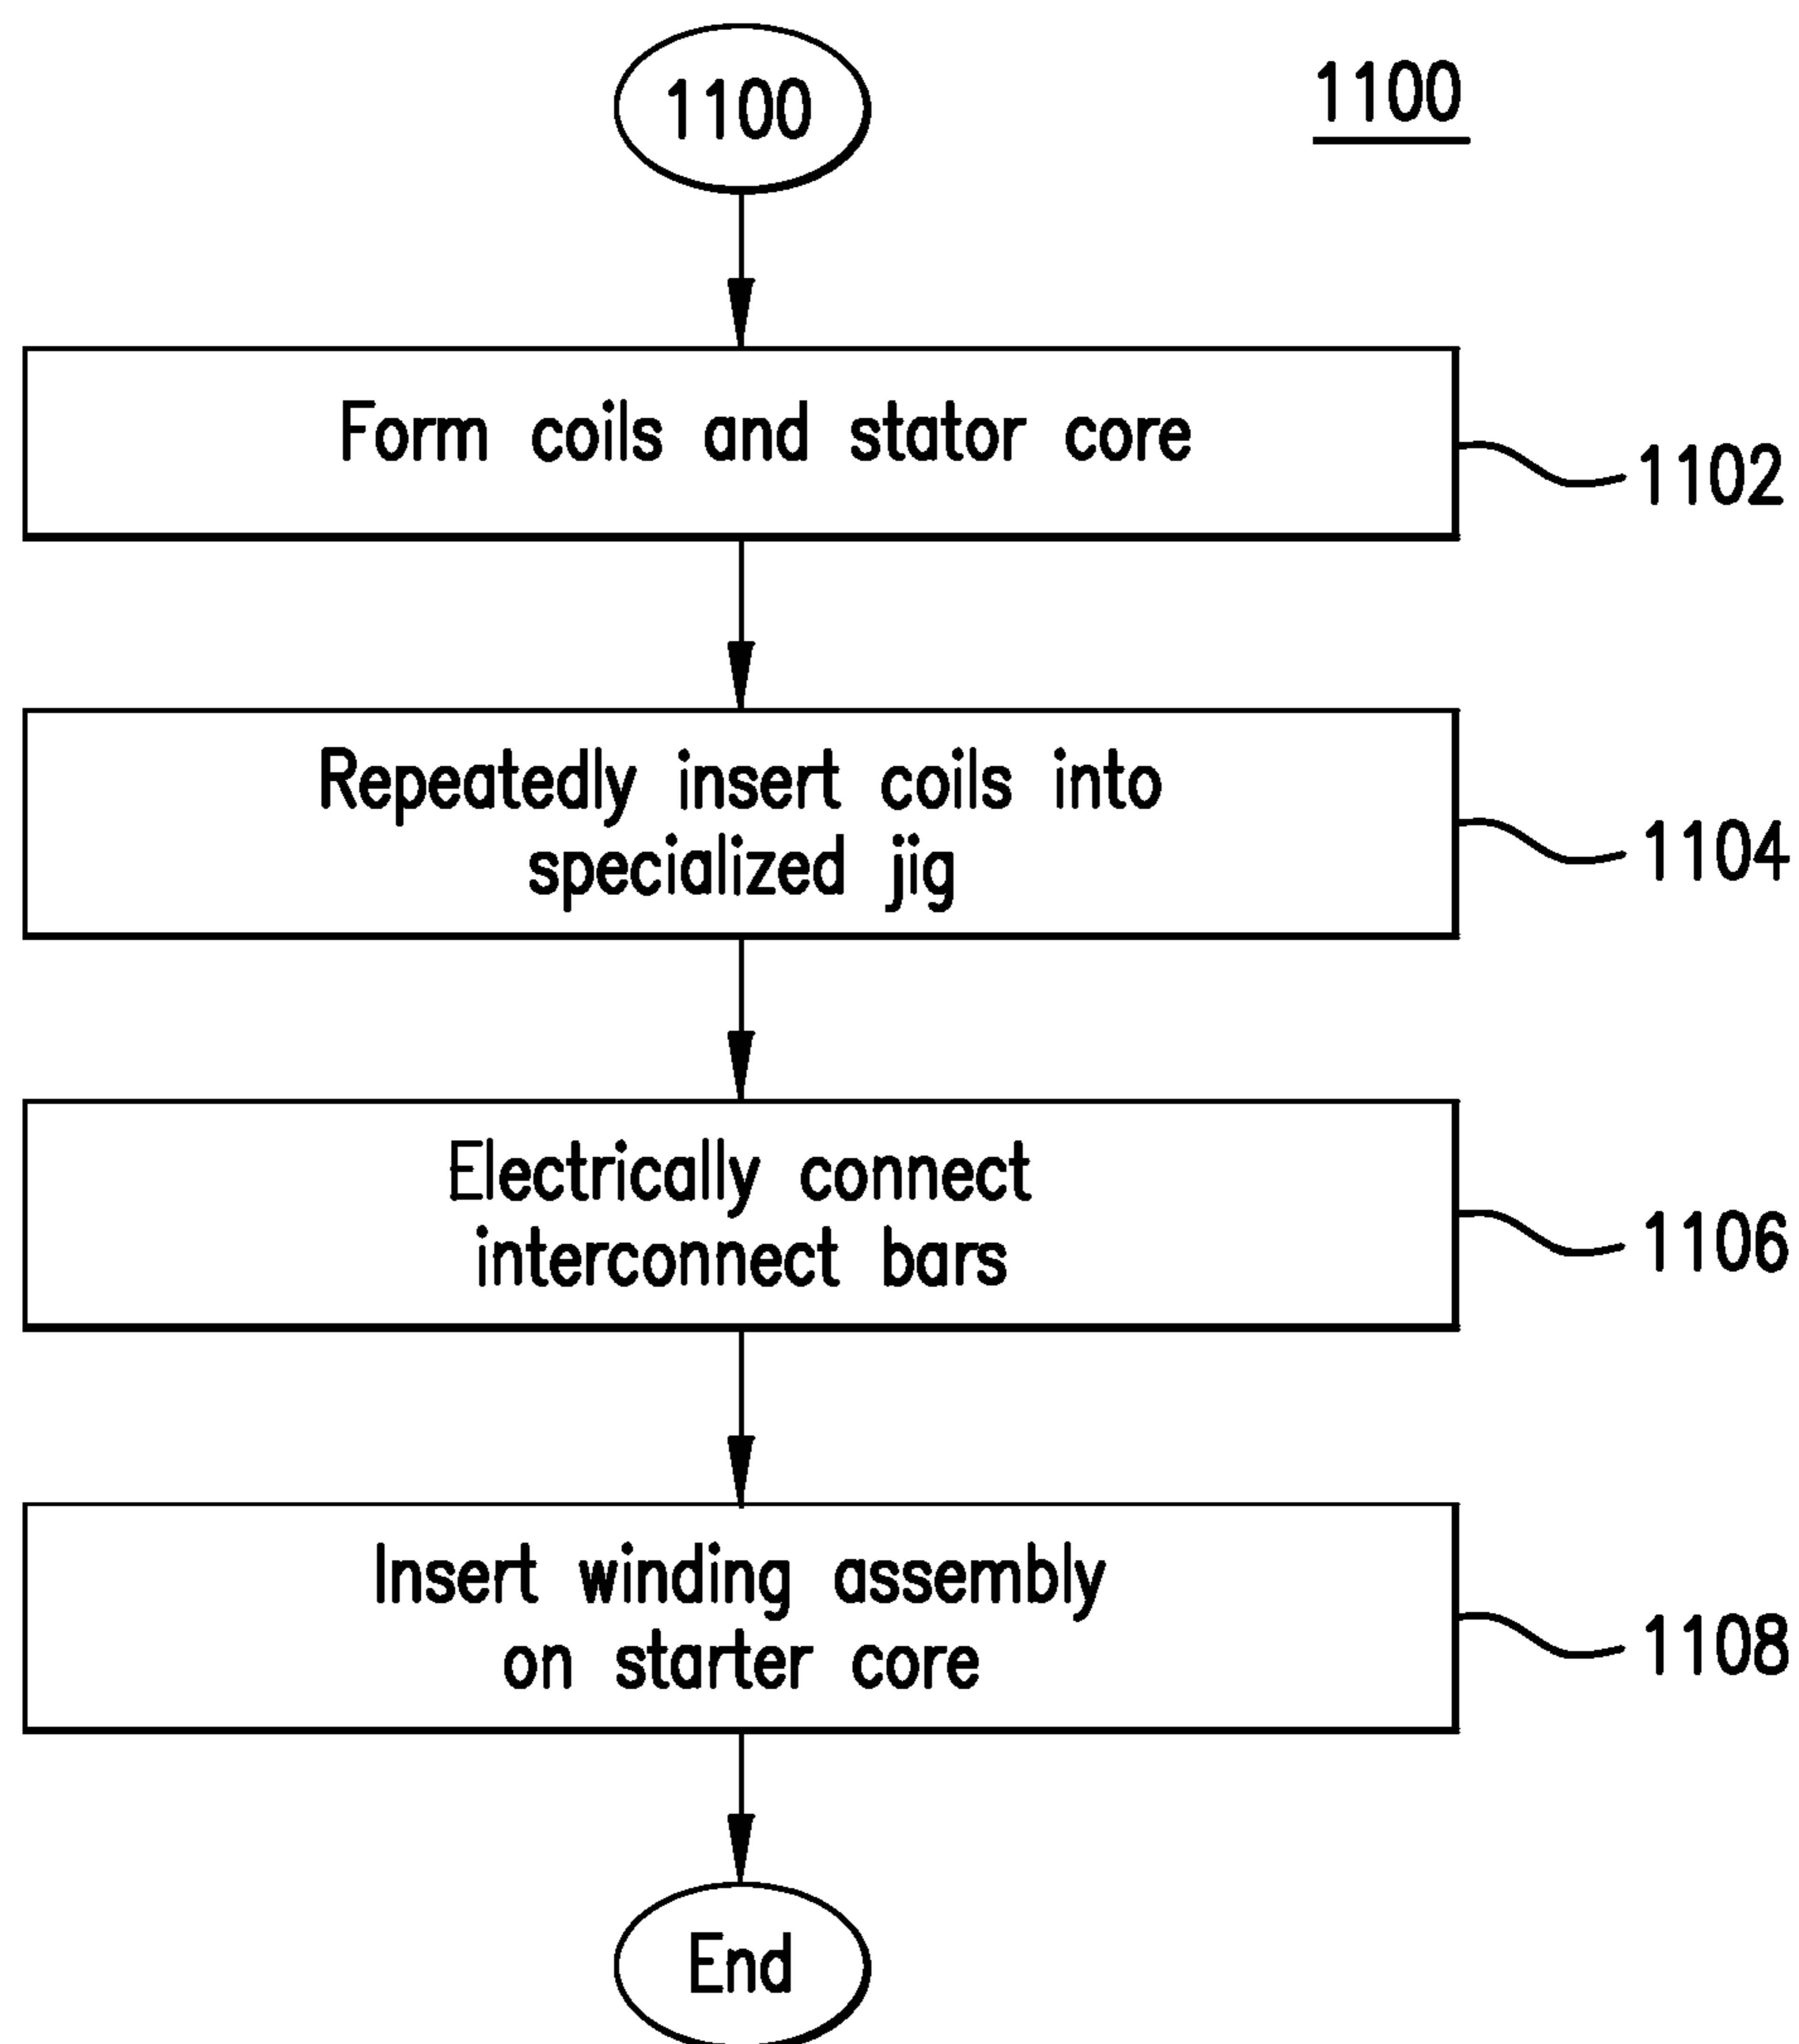 1100
1100
Form coils and stator core
1102
Repeatedly insert coils into
specialized jig
1104
Electrically connect
interconnect bars
1106
Insert winding assembly
on starter core
1108
End